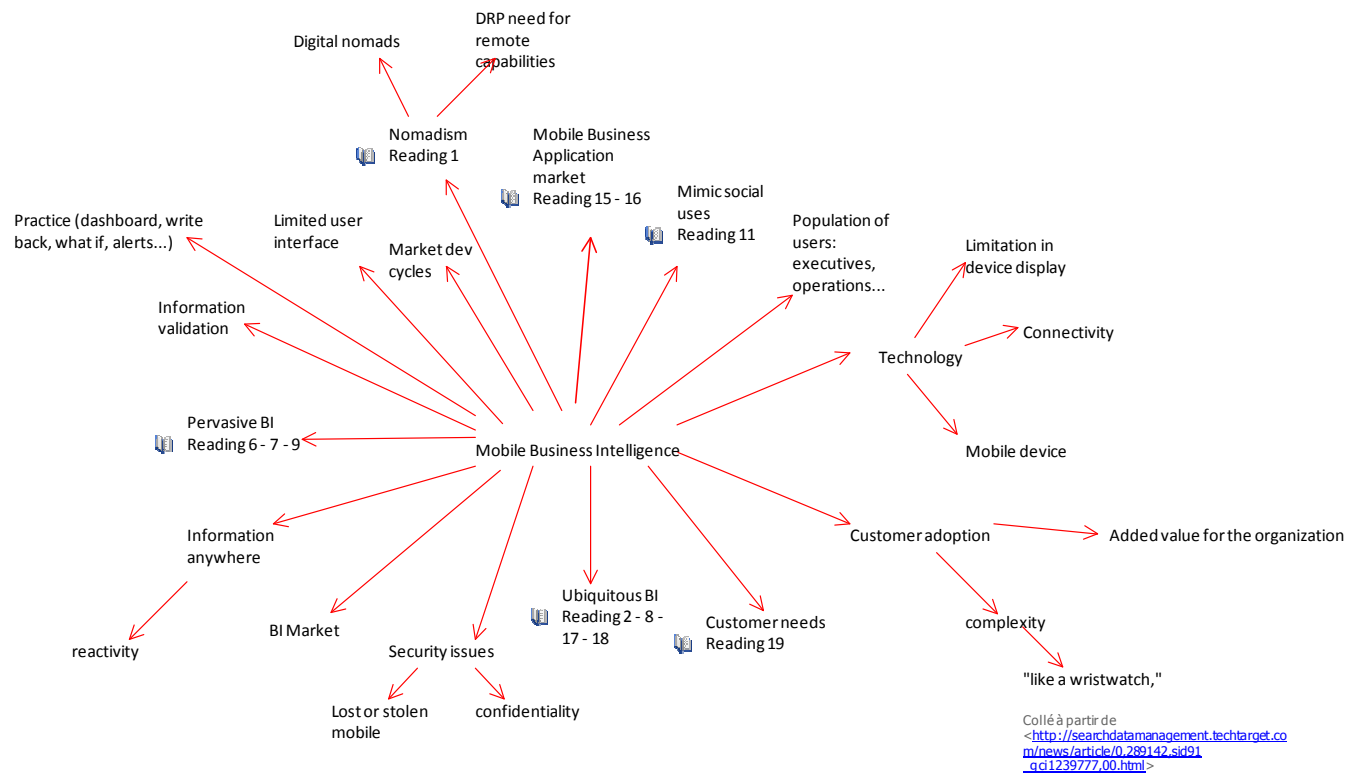 DRP need for
remote
capabilities
Digital nomads
Nomadism
Reading 1
Mobile Business
Application
market
Reading 15 - 16
Mimic social
uses
Reading 11
Population of
users:
executives,
operations...
Practice (dashboard, write
back, what if, alerts...)
Limited user
interface
Market dev
cycles
Limitation in
device display
Information
validation
Connectivity
Technology
Pervasive BI
Reading 6 - 7 - 9
Mobile Business Intelligence
Mobile device
Information
anywhere
Customer adoption
Added value for the organization
Ubiquitous BI
Reading 2 - 8 -
17 - 18
Customer needs
Reading 19
complexity
BI Market
reactivity
Security issues
"like a wristwatch,"
Lost or stolen
mobile
confidentiality
Collé à partir de
<http://searchdatamanagement.techtarget.co
m/news/article/0,289142,sid91
_gci1239777,00.html>